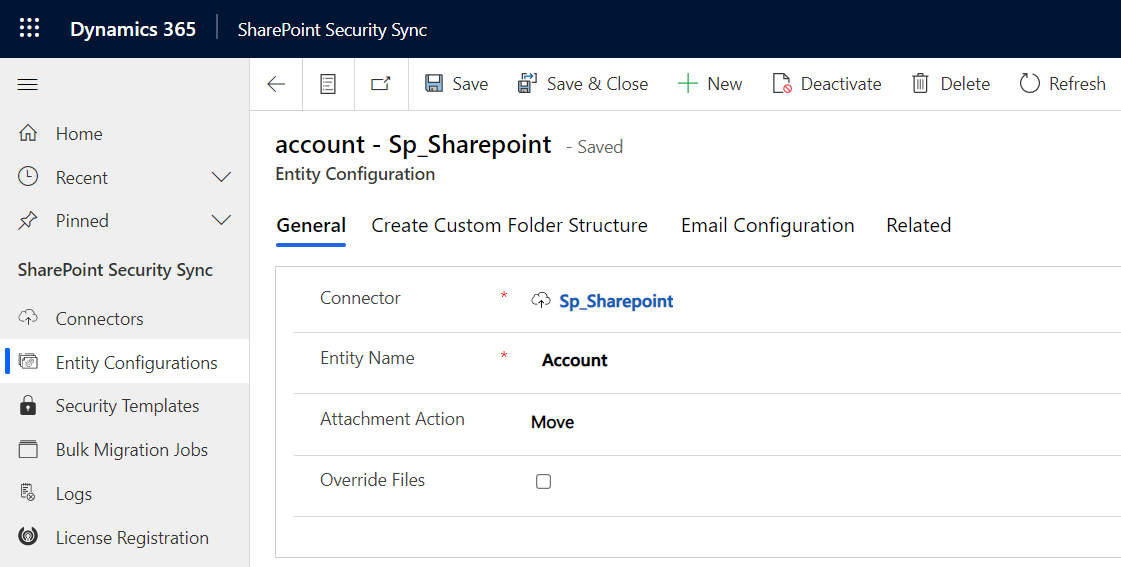 Dynamics 365 SharePoint Security Sync
Save Save & Close New Deactivate Delete Refresh
Home
Recent
Pinned
SharePoint Security Sync
Connectors
Entity Configurations
Security Templates
Bulk Migration Jobs
Logs
License Registration
account - Sp_Sharepoint - Saved
Entity Configuration
General Create Custom Folder Structure Email Configuration Related
Connector * Sp_Sharepoint
Entity Name * Account
Attachment Action Move
Override Files